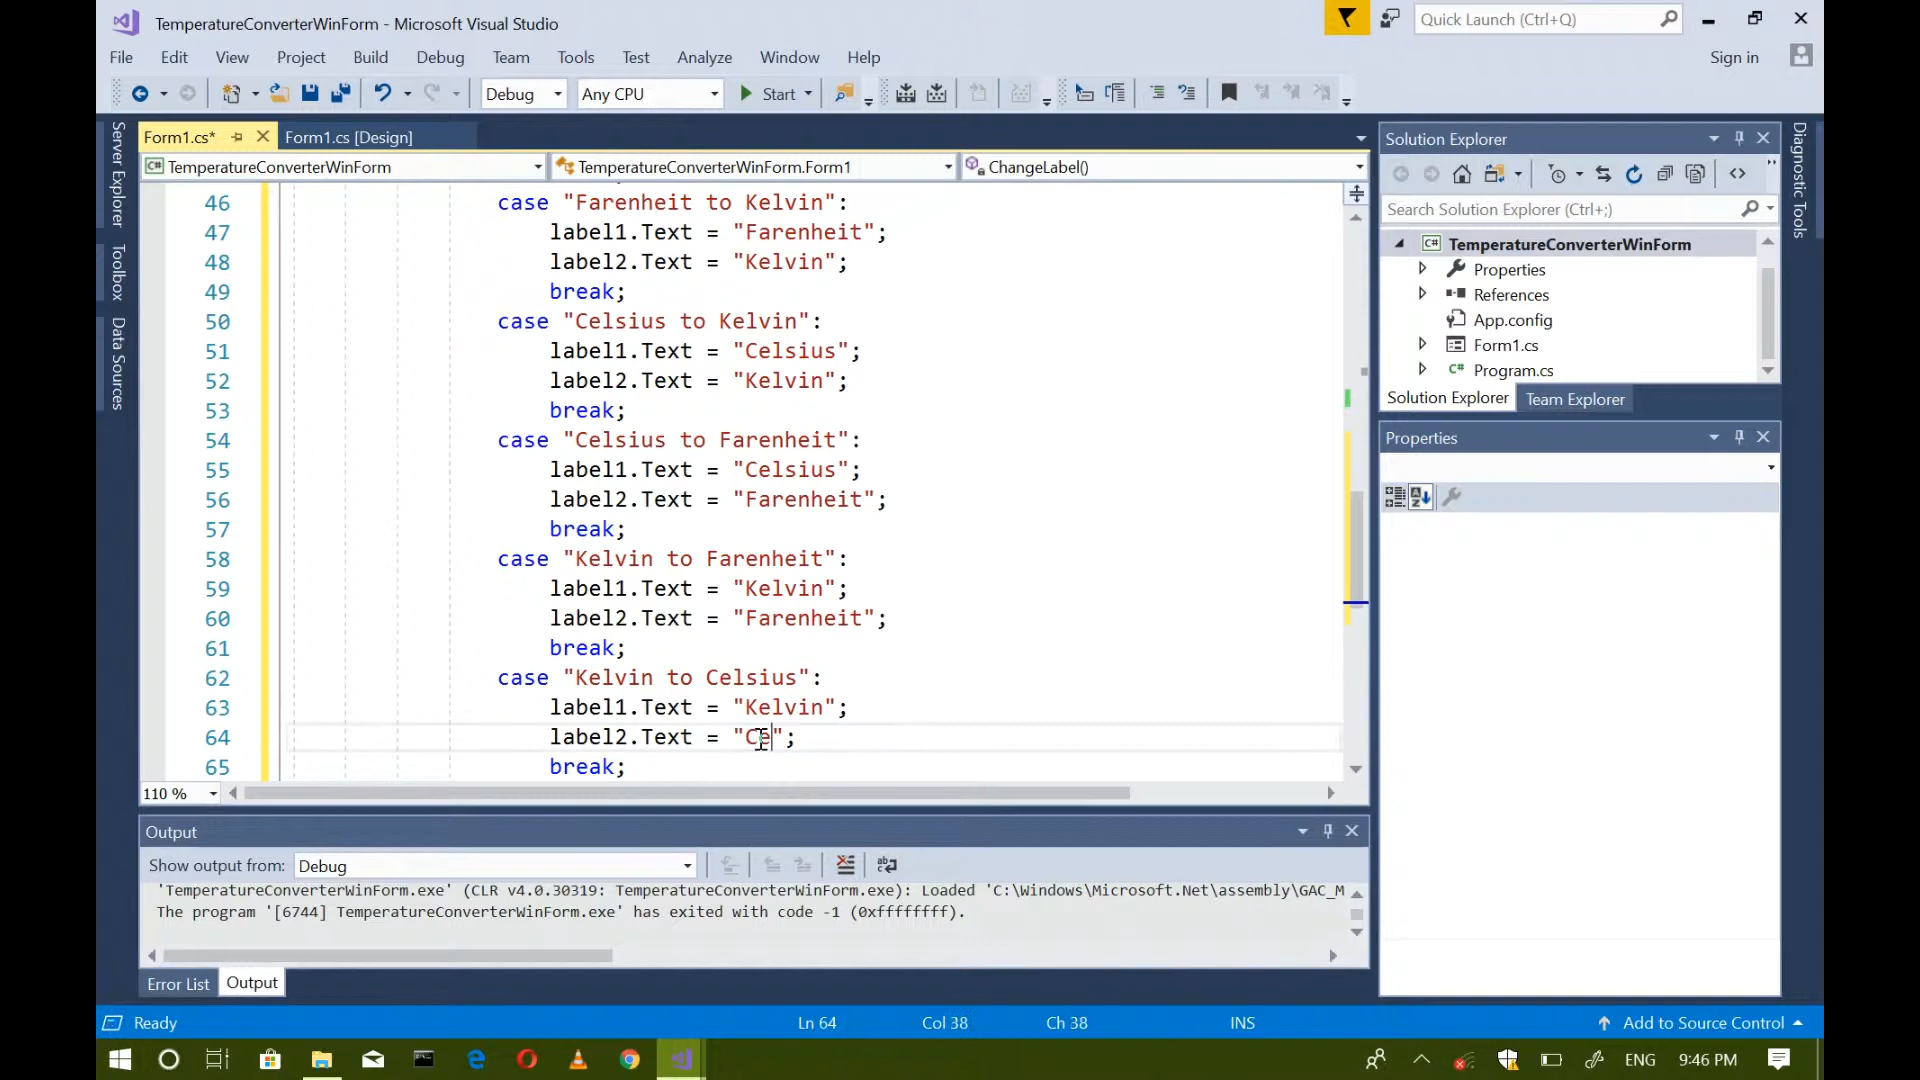 TemperatureConverterWinForm - Microsoft Visual Studio
Quick Launch (Ctrl+Q)
File Edit View Project Build Debug Team Tools Test Analyze Window Help
Sign in
Debug Any CPU Start
Form1.cs* Form1.cs [Design]
TemperatureConverterWinForm TemperatureConverterWinForm.Form1 ChangeLabel()
Server Explorer
Toolbox
Data Sources
46 case "Farenheit to Kelvin":
47 label1.Text = "Farenheit";
48 label2.Text = "Kelvin";
49 break;
50 case "Celsius to Kelvin":
51 label1.Text = "Celsius";
52 label2.Text = "Kelvin";
53 break;
54 case "Celsius to Farenheit":
55 label1.Text = "Celsius";
56 label2.Text = "Farenheit";
57 break;
58 case "Kelvin to Farenheit":
59 label1.Text = "Kelvin";
60 label2.Text = "Farenheit";
61 break;
62 case "Kelvin to Celsius":
63 label1.Text = "Kelvin";
64 label2.Text = "Ce";
65 break;
110 %
Output
Show output from: Debug
'TemperatureConverterWinForm.exe' (CLR v4.0.30319: TemperatureConverterWinForm.exe): Loaded 'C:\Windows\Microsoft.Net\assembly\GAC_M
The program '[6744] TemperatureConverterWinForm.exe' has exited with code -1 (0xffffffff).
Error List Output
Solution Explorer
Search Solution Explorer (Ctrl+;)
C# TemperatureConverterWinForm
Properties
References
App.config
Form1.cs
C# Program.cs
Solution Explorer Team Explorer
Properties
Diagnostic Tools
Ready Ln 64 Col 38 Ch 38 INS Add to Source Control
ENG 9:46 PM